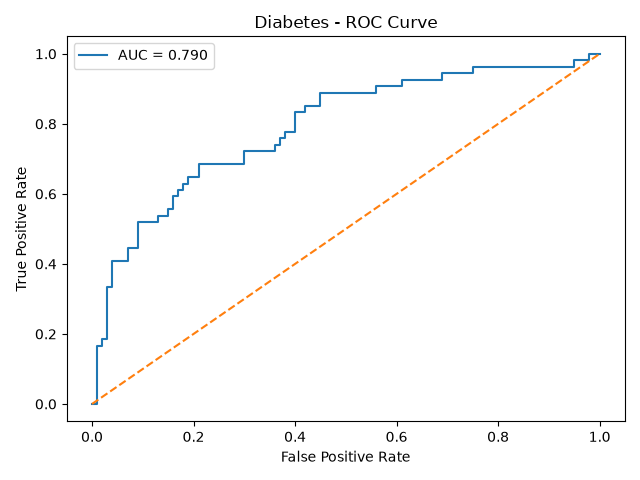 Diabetes - ROC Curve
AUC = 0.790
True Positive Rate
1.0
0.8
0.6
0.4
0.2
0.0
0.0 0.2 0.4 0.6 0.8 1.0
False Positive Rate